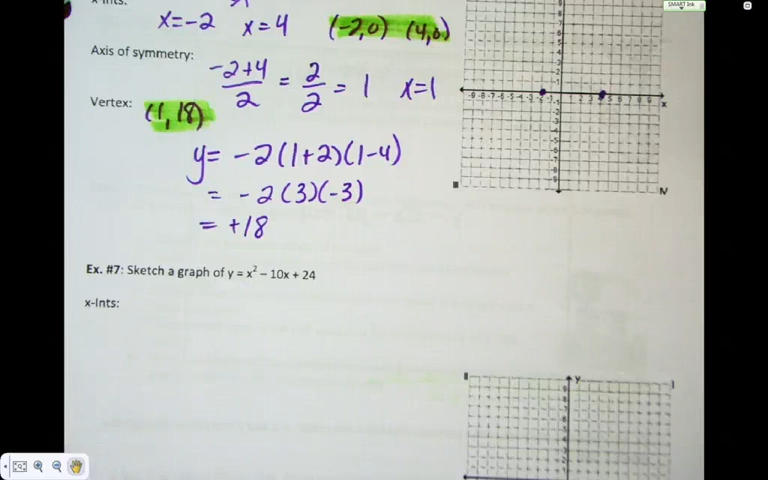 x-Ints:
x=-2 x=4 (-2,0) (4,0)
Axis of symmetry:
-2+4/2 = 2/2 = 1 x=1
Vertex: (1,18)
y= -2(1+2)(1-4)
= -2(3)(-3)
= +18
Ex. #7: Sketch a graph of y = x² – 10x + 24
x-Ints:
SMART Ink
x
y